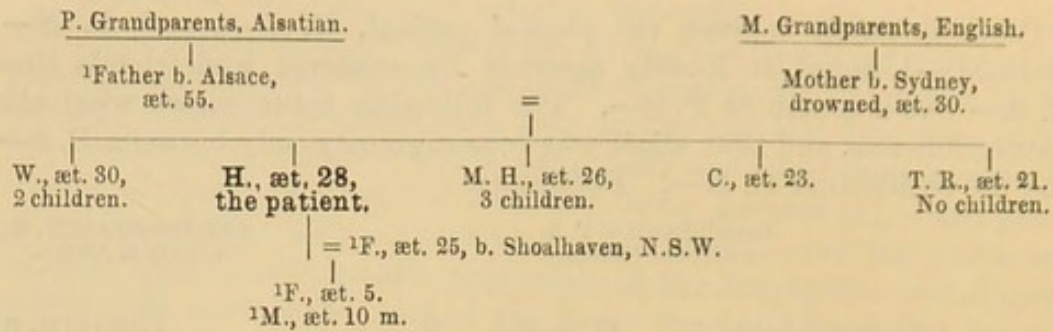 P. Grandparents, Alsatian.
M. Grandparents, English.
¹Father b. Alsace,
æt. 55.
Mother b. Sydney,
drowned, æt. 30.
=
W., æt. 30,
2 children.
H., æt. 28,
the patient.
M. H., æt. 26,
3 children.
C., æt. 23.
T. R., æt. 21.
No children.
= ¹F., æt. 25, b. Shoalhaven, N.S.W.
¹F., æt. 5.
¹M., æt. 10 m.